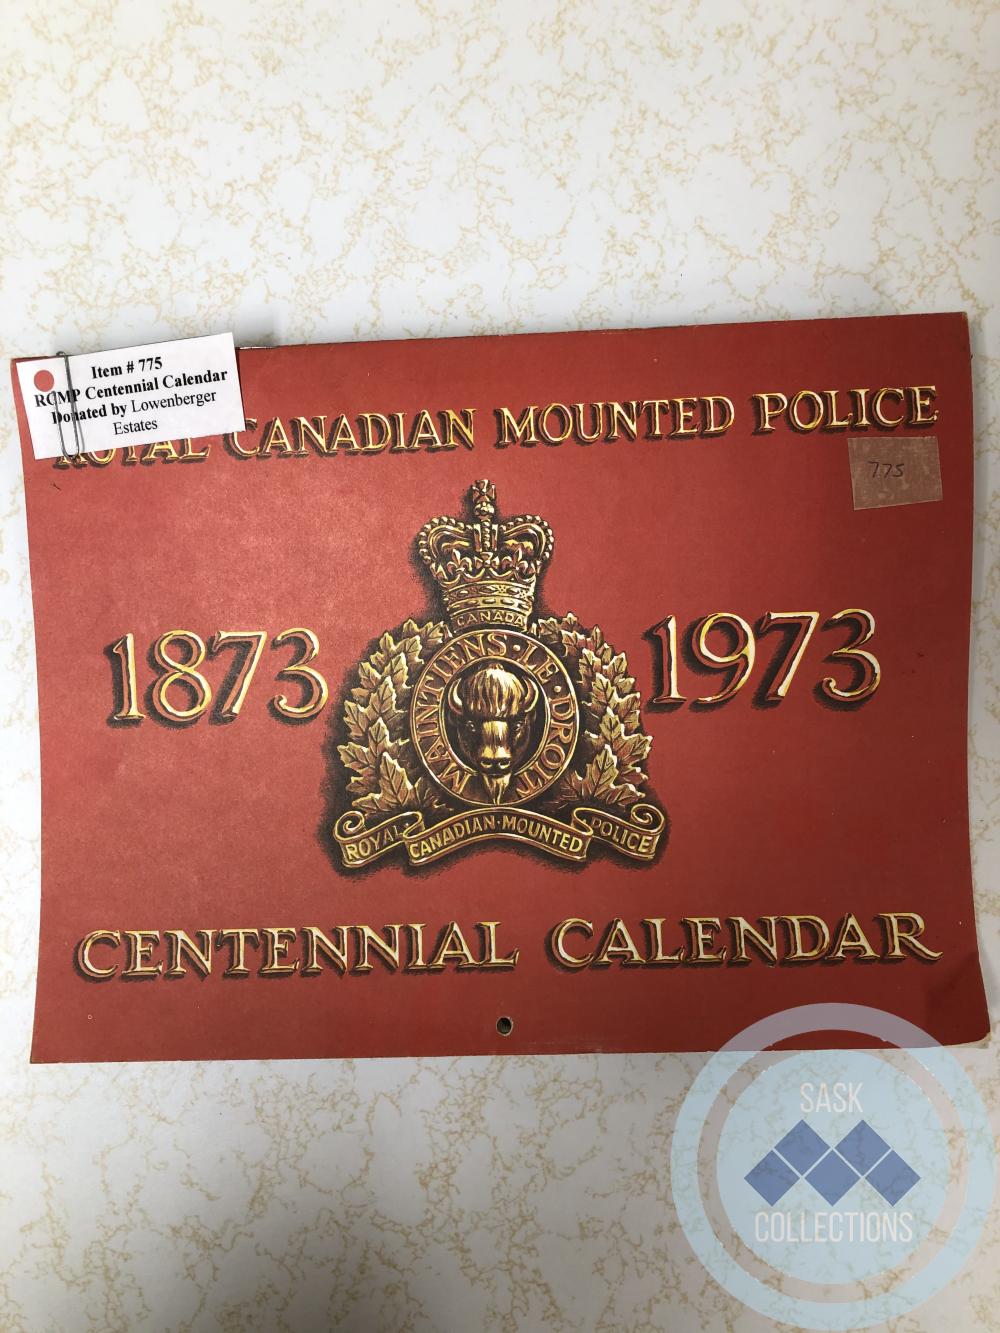 Item # 775
RCMP Centennial Calendar
Donated by Lowenberger
Estates
ROYAL CANADIAN MOUNTED POLICE
775
1873 1973
CANADA
MAINTIENS · LE · DROIT
ROYAL · CANADIAN · MOUNTED POLICE
CENTENNIAL CALENDAR
SASK
COLLECTIONS